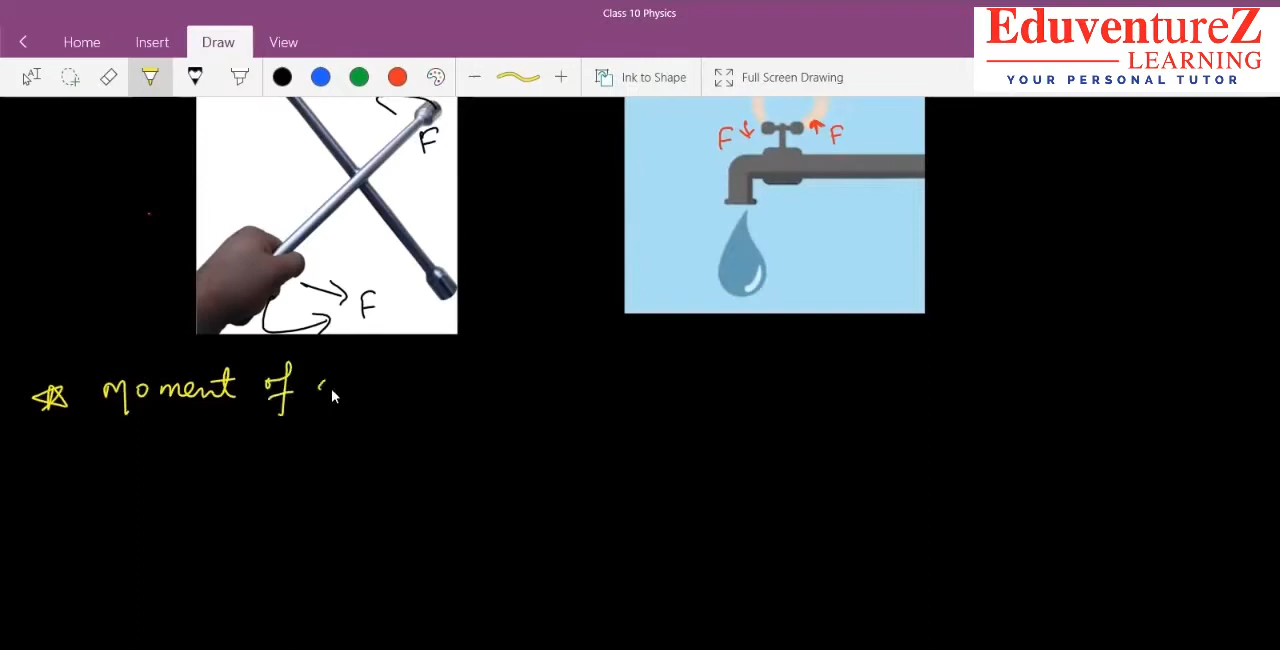 Class 10 Physics
EduventureZ
LEARNING
YOUR PERSONAL TUTOR
Home Insert Draw View
Ink to Shape Full Screen Drawing
F
F F
F
moment of